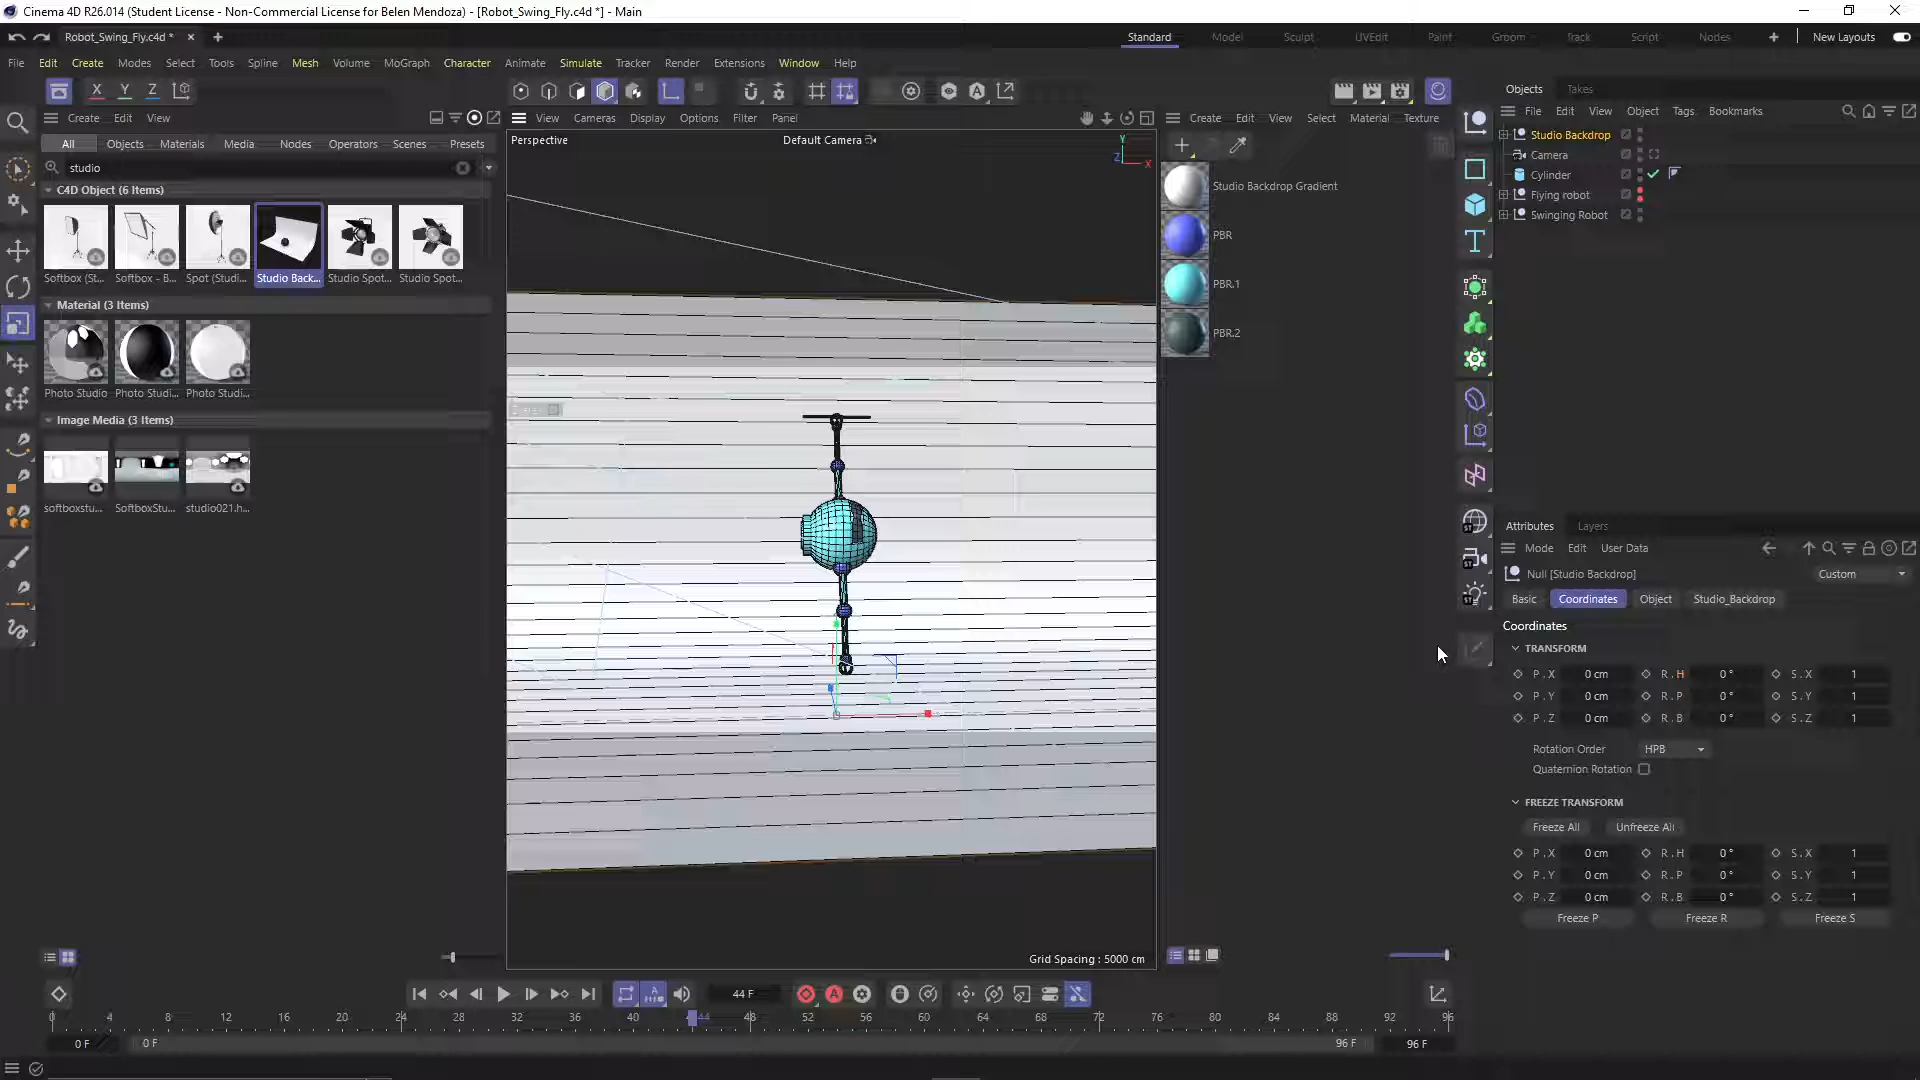 Cinema 4D R26.014 (Student License - Non-Commercial License for Belen Mendoza) - [Robot_Swing_Fly.c4d *] - Main
Robot_Swing_Fly.c4d *
Standard Model Sculpt UVEdit Paint Groom Track Script Nodes New Layouts
File Edit Create Modes Select Tools Spline Mesh Volume MoGraph Character Animate Simulate Tracker Render Extensions Window Help
X Y Z
Create Edit View
All Objects Materials Media Nodes Operators Scenes Presets
studio
C4D Object (6 Items)
Softbox (St... Softbox - B... Spot (Studi... Studio Back... Studio Spot... Studio Spot...
Material (3 Items)
Photo Studio Photo Studi... Photo Studi...
Image Media (3 Items)
softboxstu... SoftboxStu... studio021.h...
View Cameras Display Options Filter Panel
Perspective
Default Camera
Y
Z
X
Grid Spacing : 5000 cm
Create Edit View Select Material Texture
Studio Backdrop Gradient
PBR
PBR.1
PBR.2
Objects Takes
File Edit View Object Tags Bookmarks
Studio Backdrop
Camera
Cylinder
Flying robot
Swinging Robot
Attributes Layers
Mode Edit User Data
Null [Studio Backdrop]
Custom
Basic Coordinates Object Studio_Backdrop
Coordinates
TRANSFORM
P . X 0 cm R . H 0 ° S . X 1
P . Y 0 cm R . P 0 ° S . Y 1
P . Z 0 cm R . B 0 ° S . Z 1
Rotation Order HPB
Quaternion Rotation
FREEZE TRANSFORM
Freeze All Unfreeze All
P . X 0 cm R . H 0 ° S . X 1
P . Y 0 cm R . P 0 ° S . Y 1
P . Z 0 cm R . B 0 ° S . Z 1
Freeze P Freeze R Freeze S
44 F
0 4 8 12 16 20 24 28 32 36 40 44 48 52 56 60 64 68 72 76 80 84 88 92 96
0 F 0 F 96 F 96 F